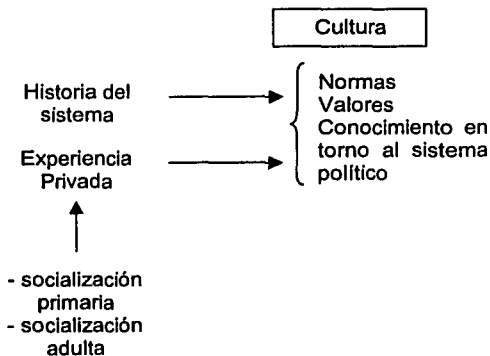 Cultura
Historia del
sistema
Experiencia
Privada
Normas
Valores
Conocimiento en
torno al sistema
político
- socialización
primaria
- socialización
adulta